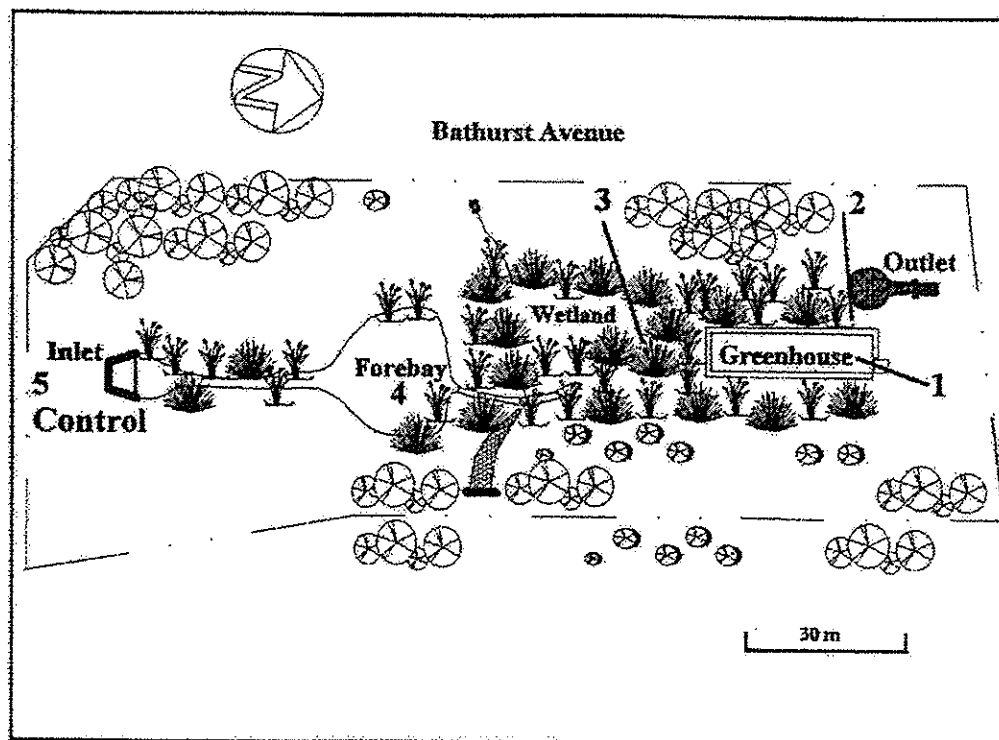 N
Bathurst Avenue
3
2
Outlet
Wetland
Inlet
5
Control
Forebay
4
Greenhouse
1
30 m